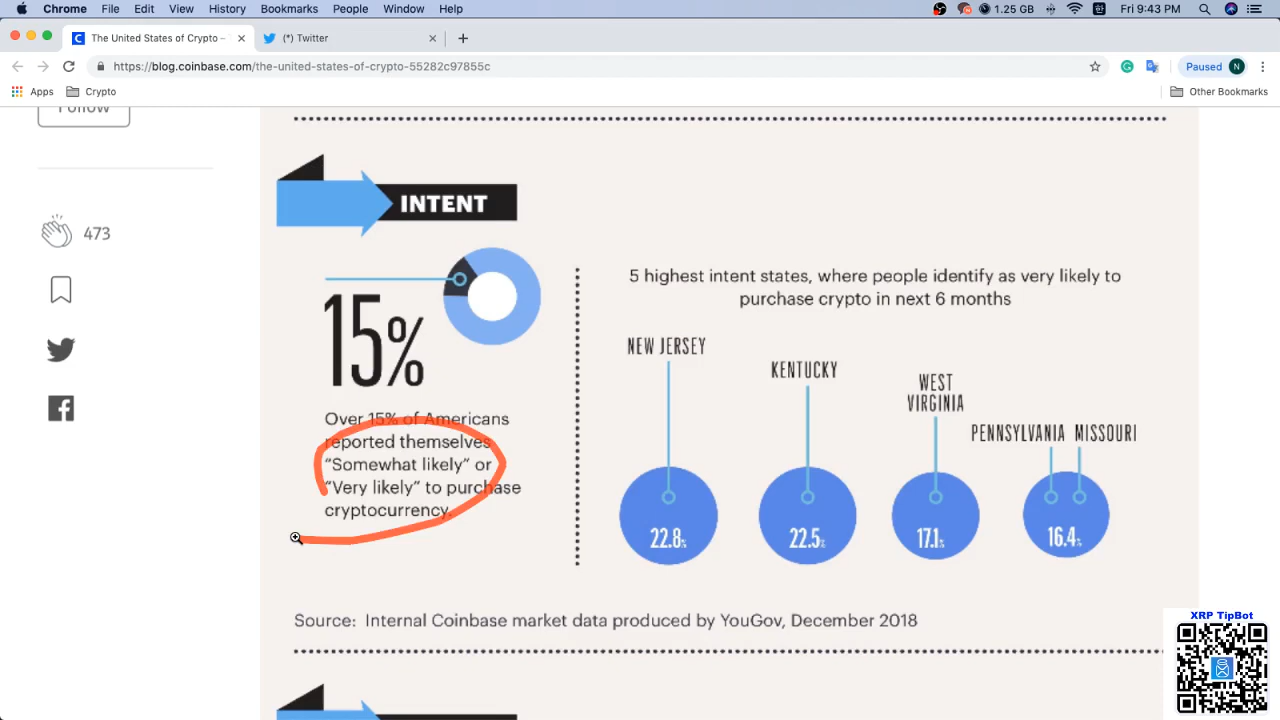 Chrome File Edit View History Bookmarks People Window Help
1.25 GB Fri 9:43 PM
The United States of Crypto –
(*) Twitter
https://blog.coinbase.com/the-united-states-of-crypto-55282c97855c
Paused N
Apps Crypto Other Bookmarks
Follow
473
INTENT
15%
Over 15% of Americans
reported themselves
“Somewhat likely” or
“Very likely” to purchase
cryptocurrency.
5 highest intent states, where people identify as very likely to
purchase crypto in next 6 months
NEW JERSEY
KENTUCKY
WEST
VIRGINIA
PENNSYLVANIA MISSOURI
22.8%
22.5%
17.1%
16.4%
Source: Internal Coinbase market data produced by YouGov, December 2018
XRP TipBot